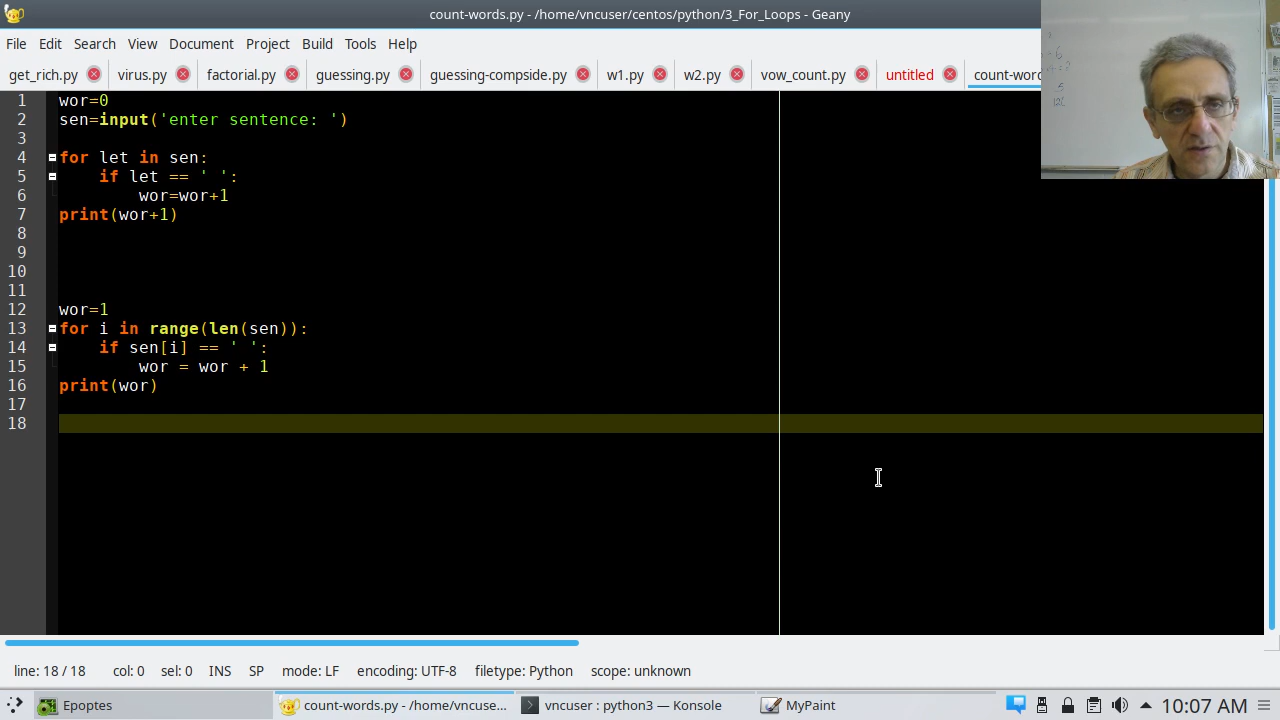 count-words.py - /home/vncuser/centos/python/3_For_Loops - Geany
File Edit Search View Document Project Build Tools Help
get_rich.py virus.py factorial.py guessing.py guessing-compside.py w1.py w2.py vow_count.py untitled count-wor
1 wor=0
2 sen=input('enter sentence: ')
3
4 for let in sen:
5 if let == ' ':
6 wor=wor+1
7 print(wor+1)
8
9
10
11
12 wor=1
13 for i in range(len(sen)):
14 if sen[i] == ' ':
15 wor = wor + 1
16 print(wor)
17
18
line: 18 / 18 col: 0 sel: 0 INS SP mode: LF encoding: UTF-8 filetype: Python scope: unknown
Epoptes count-words.py - /home/vncuse... vncuser : python3 — Konsole MyPaint 10:07 AM